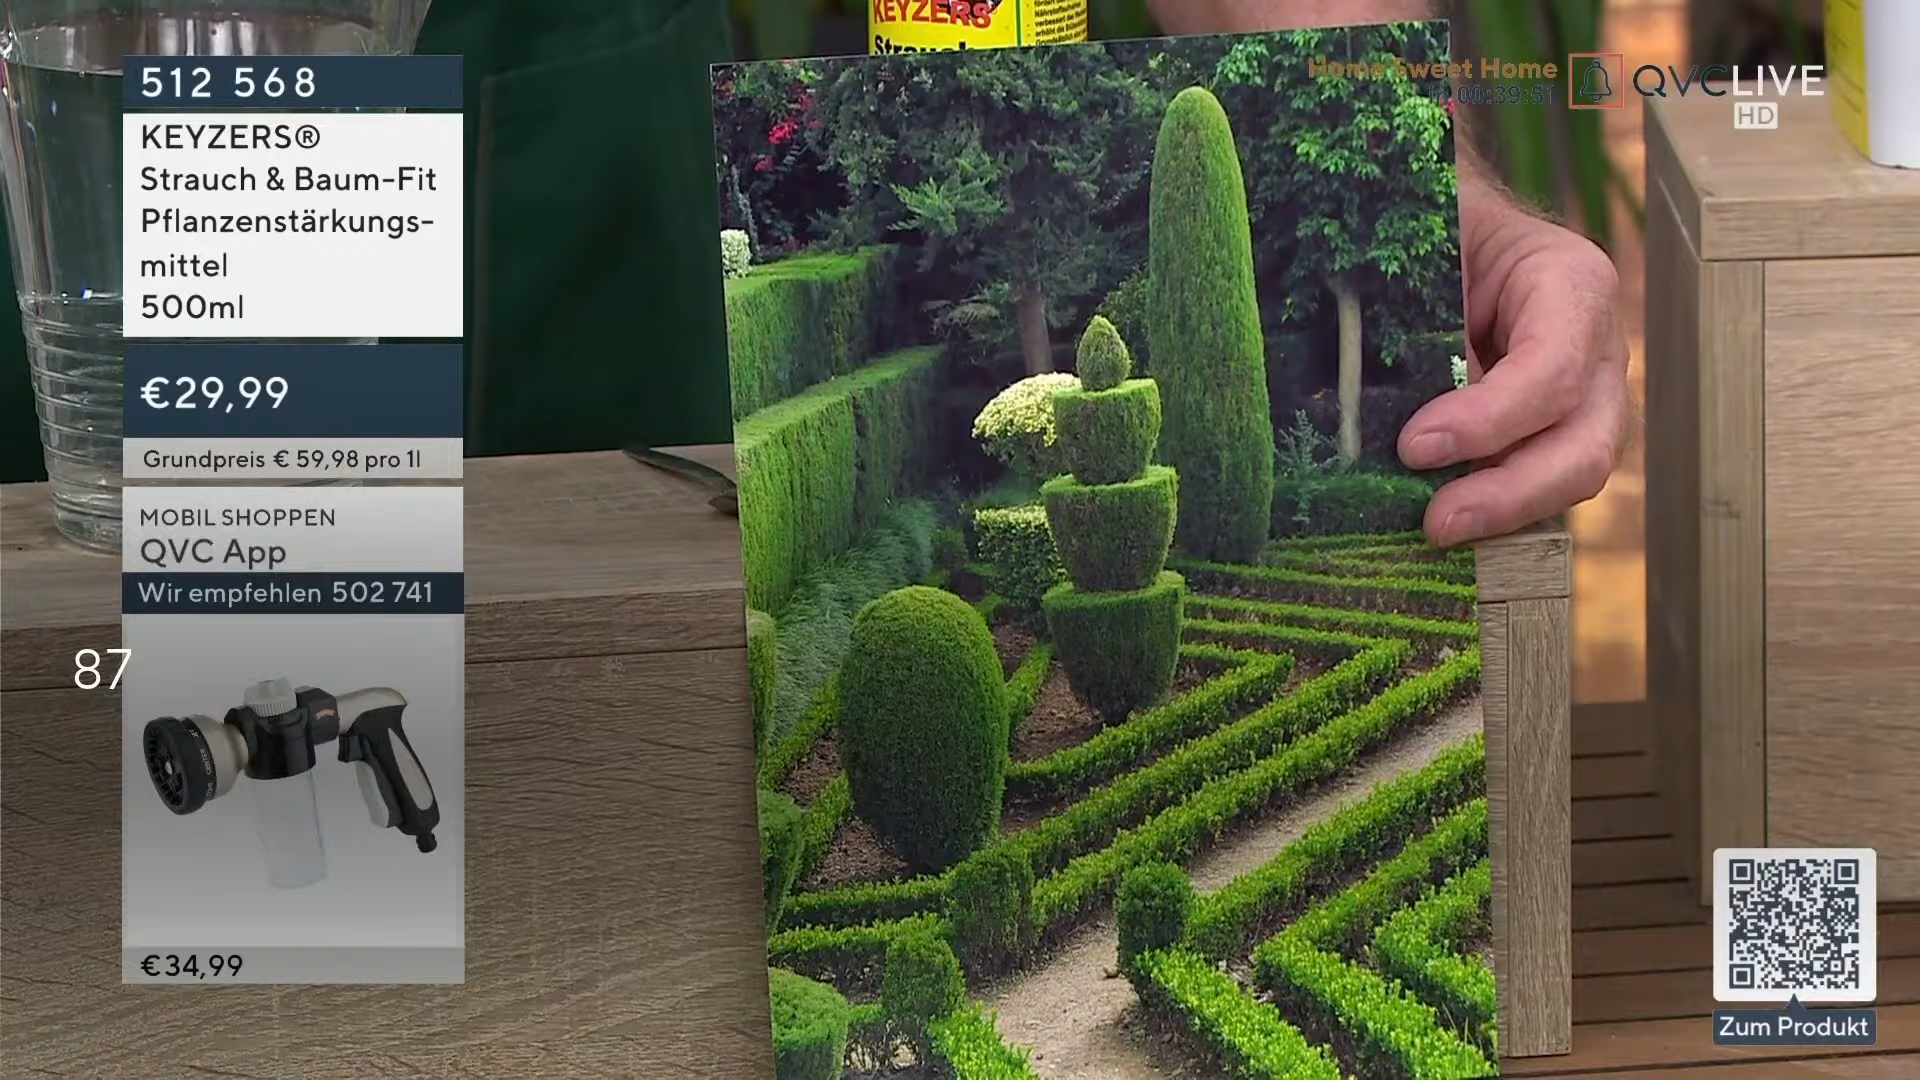 512 568
KEYZERS®
Strauch & Baum-Fit
Pflanzenstärkungs-
mittel
500ml
€29,99
Grundpreis € 59,98 pro 1l
MOBIL SHOPPEN
QVC App
Wir empfehlen 502 741
87
€34,99
KEYZERS®
Strauch
Home Sweet Home
in 00:39:51
QVCLIVE
HD
Zum Produkt